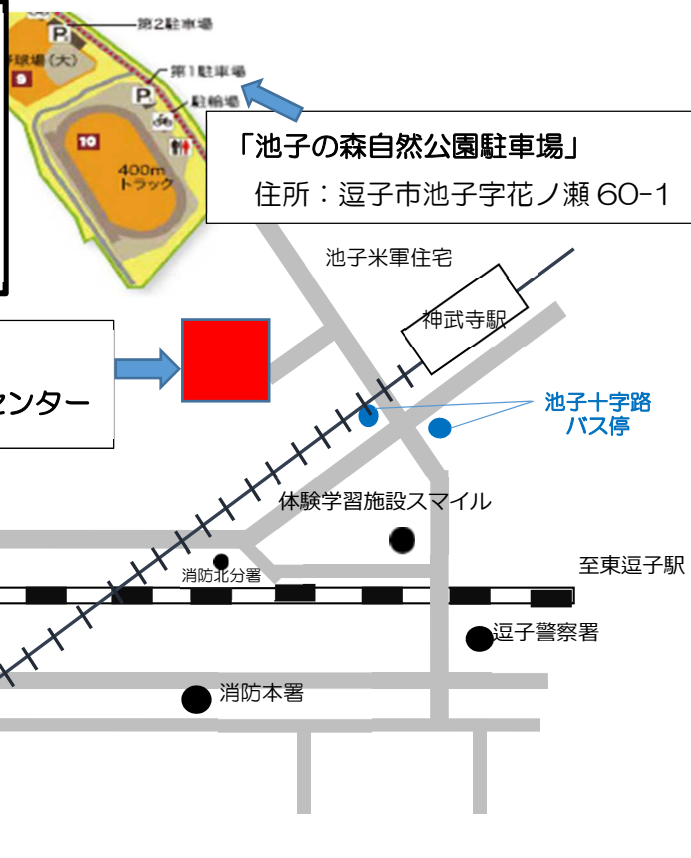 第2駐車場
P
球場(大)
9
第1駐車場
P
駐輪場
10
400m
トラック
「池子の森自然公園駐車場」
住所：逗子市池子字花ノ瀬 60-1
池子米軍住宅
神武寺駅
センター
池子十字路
バス停
体験学習施設スマイル
消防北分署
至東逗子駅
逗子警察署
消防本署